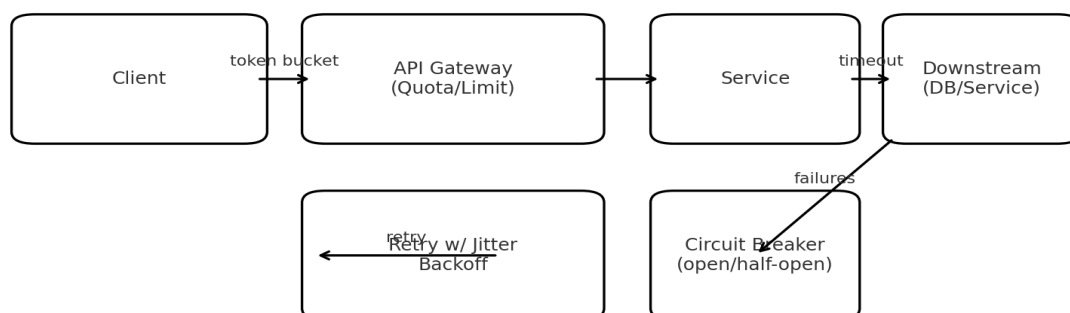 token bucket
timeout
Client
API Gateway
(Quota/Limit)
Service
Downstream
(DB/Service)
failures
retry
Retry w/ Jitter
Backoff
Circuit Breaker
(open/half-open)